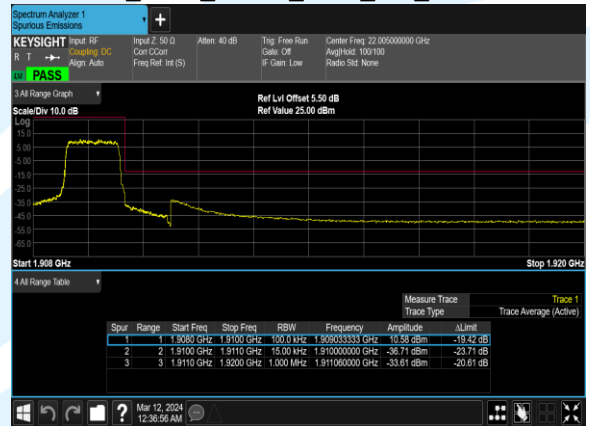 Spectrum Analyzer 1
Spurious Emissions
KEYSIGHT Input: RF Input Z: 50 Ω Atten: 40 dB Trig: Free Run Center Freq: 22.005000000 GHz
R T Coupling: DC Corr CCorr Gate: Off Avg|Hold: 100/100
Align: Auto Freq Ref: Int (S) IF Gain: Low Radio Std: None
PASS
3 All Range Graph
Ref Lvl Offset 5.50 dB
Scale/Div 10.0 dB Ref Value 25.00 dBm
Log
15.0
5.00
-5.00
-15.0
-25.0
-35.0
-45.0
-55.0
-65.0
Start 1.908 GHz Stop 1.920 GHz
4 All Range Table
Measure Trace Trace 1
Trace Type Trace Average (Active)
Spur Range Start Freq Stop Freq RBW Frequency Amplitude ΔLimit
1 1 1.9080 GHz 1.9100 GHz 100.0 kHz 1.909033333 GHz 10.58 dBm -19.42 dB
2 2 1.9100 GHz 1.9110 GHz 15.00 kHz 1.910000000 GHz -36.71 dBm -23.71 dB
3 3 1.9110 GHz 1.9200 GHz 1.000 MHz 1.911060000 GHz -33.61 dBm -20.61 dB
Mar 12, 2024
12:36:56 AM